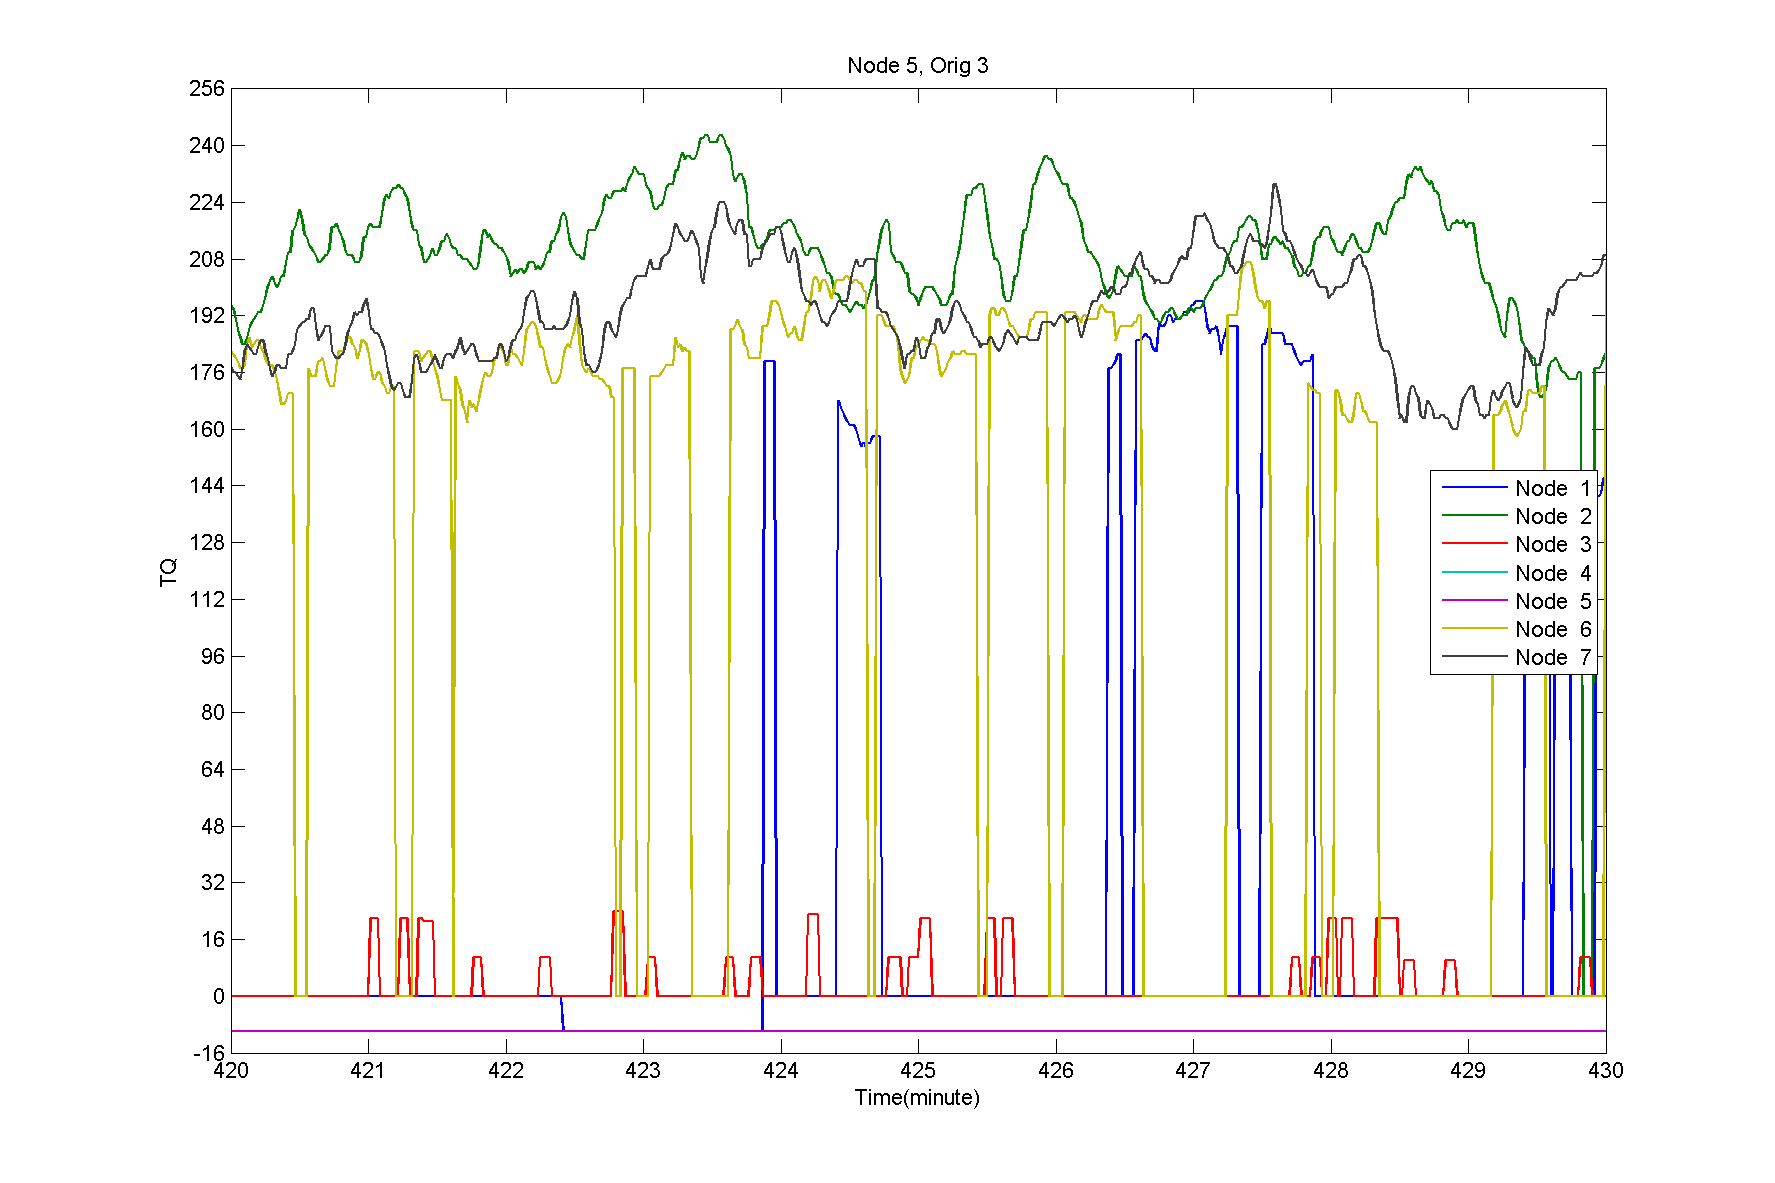 Node 5, Orig 3
256
240
224
208
192
176
160
144
128
112
96
80
64
48
32
16
0
-16
TQ
Node 1
Node 2
Node 3
Node 4
Node 5
Node 6
Node 7
420 421 422 423 424 425 426 427 428 429 430
Time(minute)